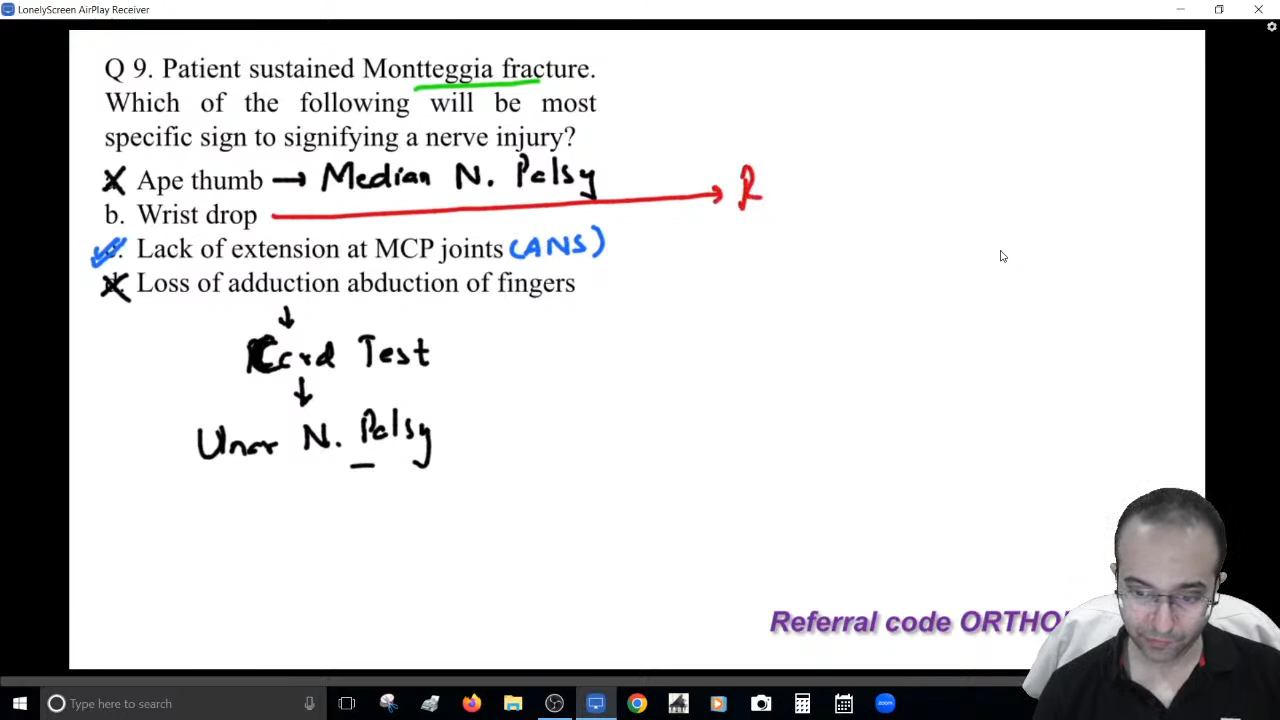 LonelyScreen AirPlay Receiver
Q 9. Patient sustained Montteggia fracture.
Which of the following will be most
specific sign to signifying a nerve injury?
Ape thumb → Median N. Palsy
b. Wrist drop → R
Lack of extension at MCP joints (ANS)
Loss of adduction abduction of fingers
↓
Card Test
↓
Unar N. Palsy
Referral code ORTHO
Type here to search
zoom